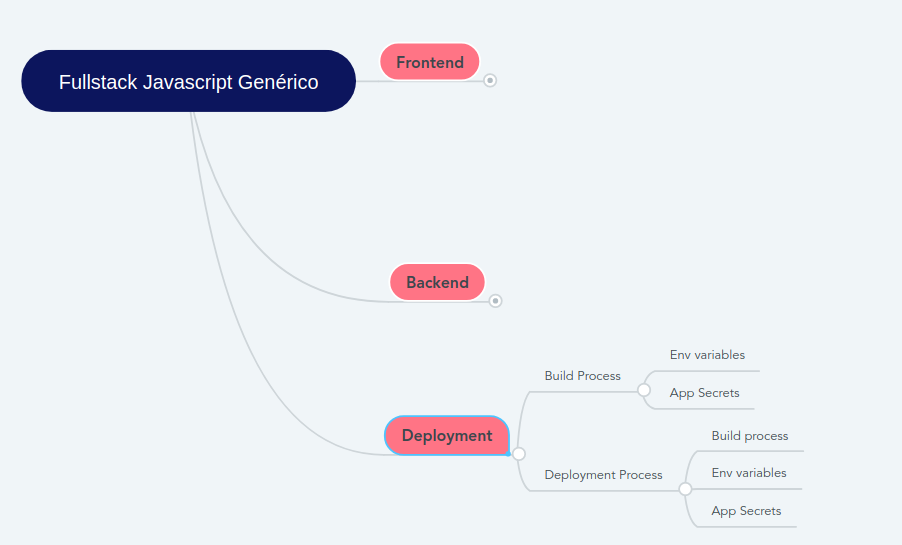 Fullstack Javascript Genérico
Frontend
Backend
Deployment
Build Process
Env variables
App Secrets
Deployment Process
Build process
Env variables
App Secrets